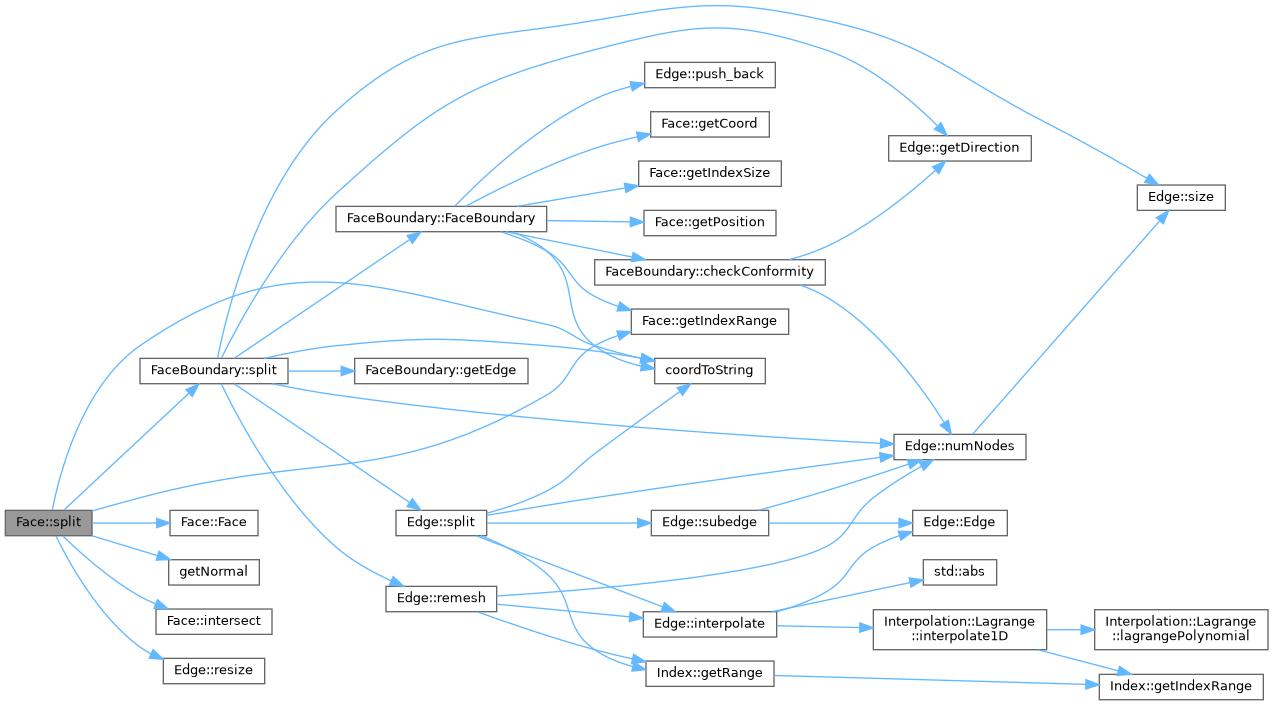 Face::split
FaceBoundary::split
Face::Face
getNormal
Face::intersect
Edge::resize
FaceBoundary::FaceBoundary
FaceBoundary::getEdge
Edge::split
Edge::remesh
Edge::push_back
Face::getCoord
Face::getIndexSize
Face::getPosition
FaceBoundary::checkConformity
Face::getIndexRange
coordToString
Edge::subedge
Edge::interpolate
Index::getRange
Edge::getDirection
Edge::numNodes
Edge::Edge
std::abs
Interpolation::Lagrange
::interpolate1D
Edge::size
Interpolation::Lagrange
::lagrangePolynomial
Index::getIndexRange